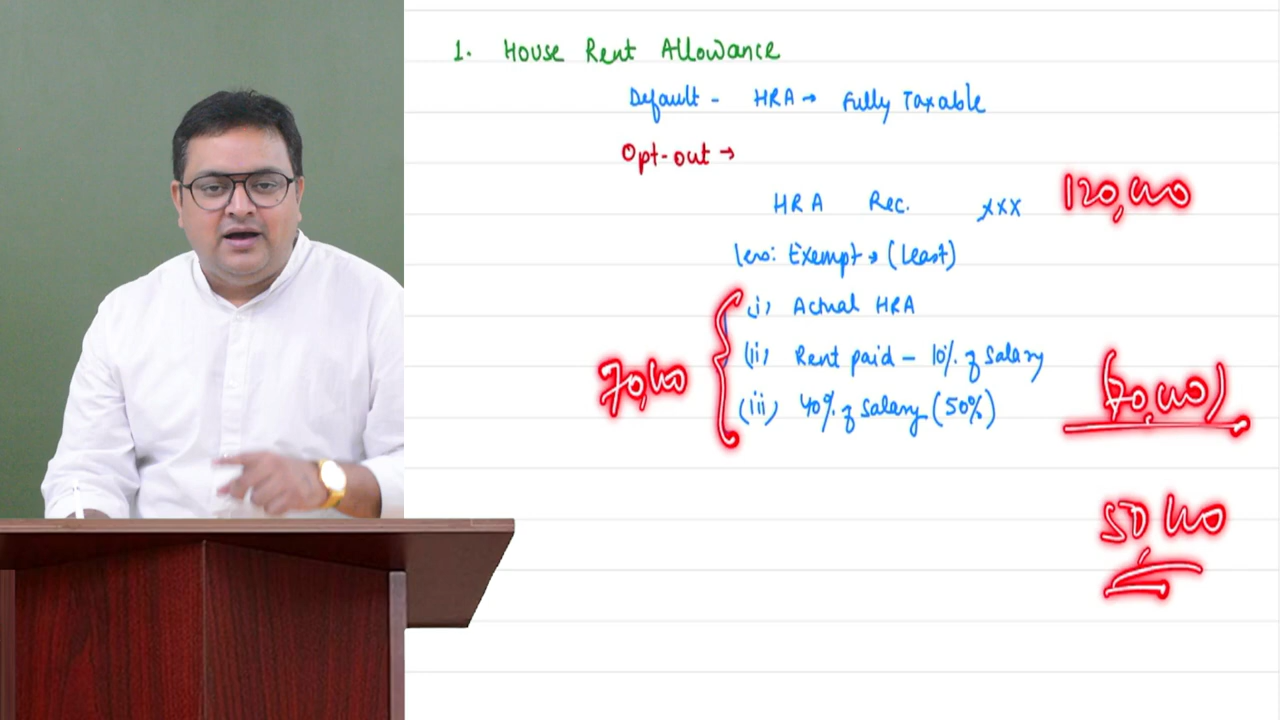 1. House Rent Allowance
Default - HRA → Fully Taxable
Opt-out →
HRA Rec. xxx 120,000
Less: Exempt → (Least)
(i) Actual HRA
(ii) Rent paid - 10% of Salary
70,000 (70,000)
(iii) 40% of Salary (50%)
50,000